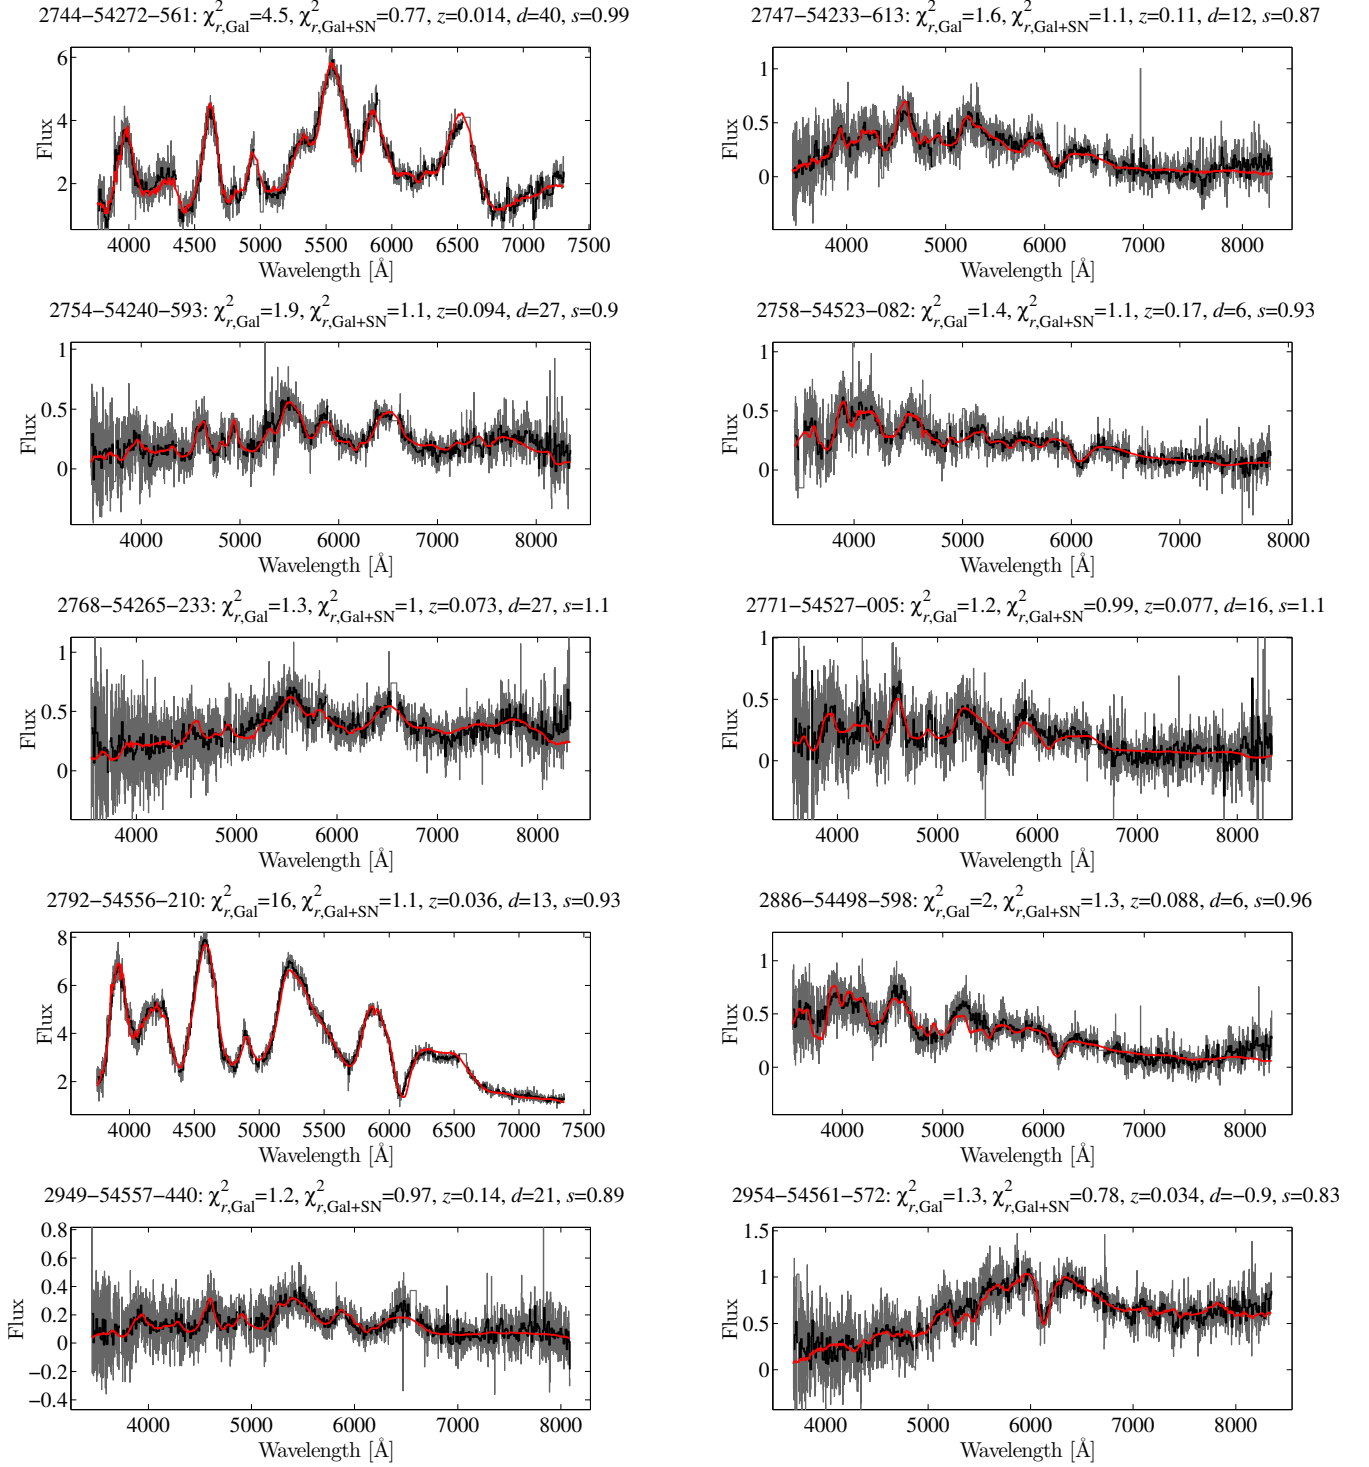 2744−54272−561: χ²r,Gal=4.5, χ²r,Gal+SN=0.77, z=0.014, d=40, s=0.99
6
4
2
Flux
4000 4500 5000 5500 6000 6500 7000 7500
Wavelength [Å]
2747−54233−613: χ²r,Gal=1.6, χ²r,Gal+SN=1.1, z=0.11, d=12, s=0.87
1
0.5
0
Flux
4000 5000 6000 7000 8000
Wavelength [Å]
2754−54240−593: χ²r,Gal=1.9, χ²r,Gal+SN=1.1, z=0.094, d=27, s=0.9
1
0.5
0
Flux
4000 5000 6000 7000 8000
Wavelength [Å]
2758−54523−082: χ²r,Gal=1.4, χ²r,Gal+SN=1.1, z=0.17, d=6, s=0.93
1
0.5
0
Flux
4000 5000 6000 7000 8000
Wavelength [Å]
2768−54265−233: χ²r,Gal=1.3, χ²r,Gal+SN=1, z=0.073, d=27, s=1.1
1
0.5
0
Flux
4000 5000 6000 7000 8000
Wavelength [Å]
2771−54527−005: χ²r,Gal=1.2, χ²r,Gal+SN=0.99, z=0.077, d=16, s=1.1
1
0.5
0
Flux
4000 5000 6000 7000 8000
Wavelength [Å]
2792−54556−210: χ²r,Gal=16, χ²r,Gal+SN=1.1, z=0.036, d=13, s=0.93
8
6
4
2
Flux
4000 4500 5000 5500 6000 6500 7000 7500
Wavelength [Å]
2886−54498−598: χ²r,Gal=2, χ²r,Gal+SN=1.3, z=0.088, d=6, s=0.96
1
0.5
0
Flux
4000 5000 6000 7000 8000
Wavelength [Å]
2949−54557−440: χ²r,Gal=1.2, χ²r,Gal+SN=0.97, z=0.14, d=21, s=0.89
0.8
0.6
0.4
0.2
0
−0.2
−0.4
Flux
4000 5000 6000 7000 8000
Wavelength [Å]
2954−54561−572: χ²r,Gal=1.3, χ²r,Gal+SN=0.78, z=0.034, d=−0.9, s=0.83
1.5
1
0.5
0
Flux
4000 5000 6000 7000 8000
Wavelength [Å]